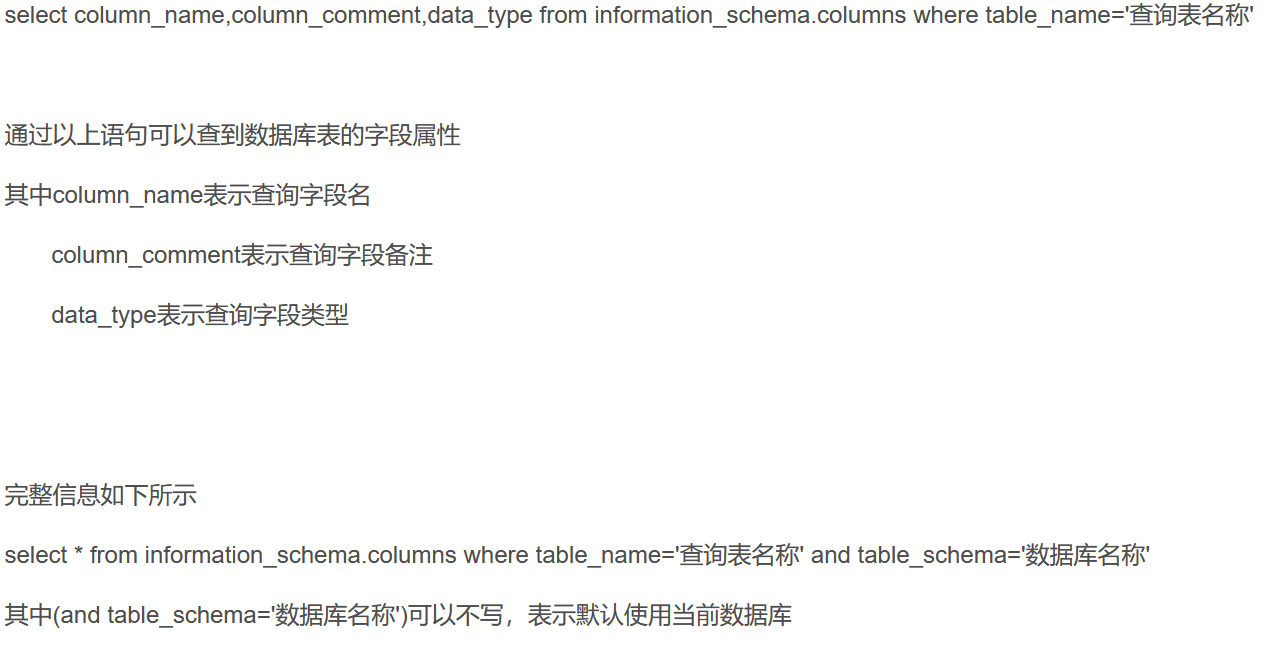 select column_name,column_comment,data_type from information_schema.columns where table_name='查询表名称'
通过以上语句可以查到数据库表的字段属性
其中column_name表示查询字段名
column_comment表示查询字段备注
data_type表示查询字段类型
完整信息如下所示
select * from information_schema.columns where table_name='查询表名称' and table_schema='数据库名称'
其中(and table_schema='数据库名称')可以不写，表示默认使用当前数据库